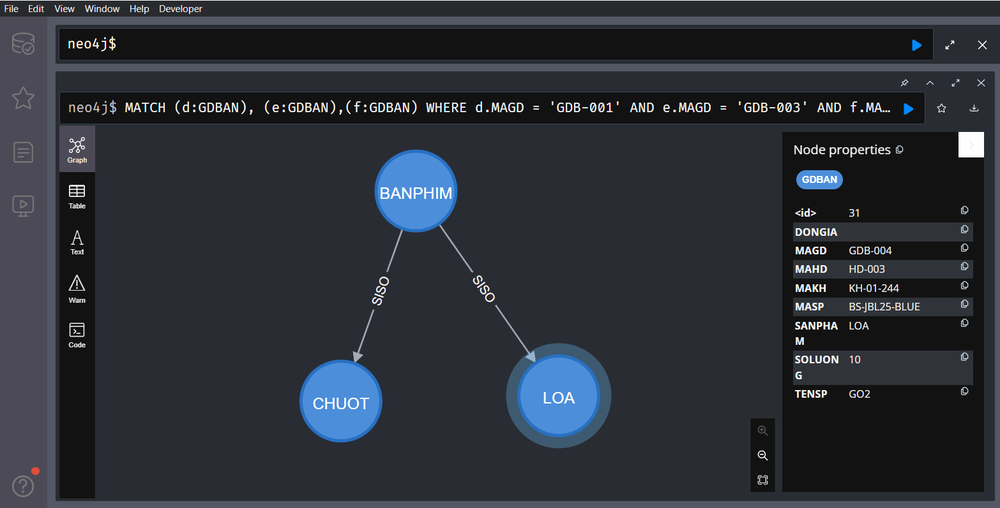 File Edit View Window Help Developer
neo4j$
neo4j$ MATCH (d:GDBAN), (e:GDBAN),(f:GDBAN) WHERE d.MAGD = 'GDB-001' AND e.MAGD = 'GDB-003' AND f.MA…
Graph
Table
Text
Warn
Code
BANPHIM
SISO
SISO
CHUOT
LOA
Node properties
GDBAN
<id> 31
DONGIA
MAGD GDB-004
MAHD HD-003
MAKH KH-01-244
MASP BS-JBL25-BLUE
SANPHA LOA
M
SOLUON 10
G
TENSP GO2